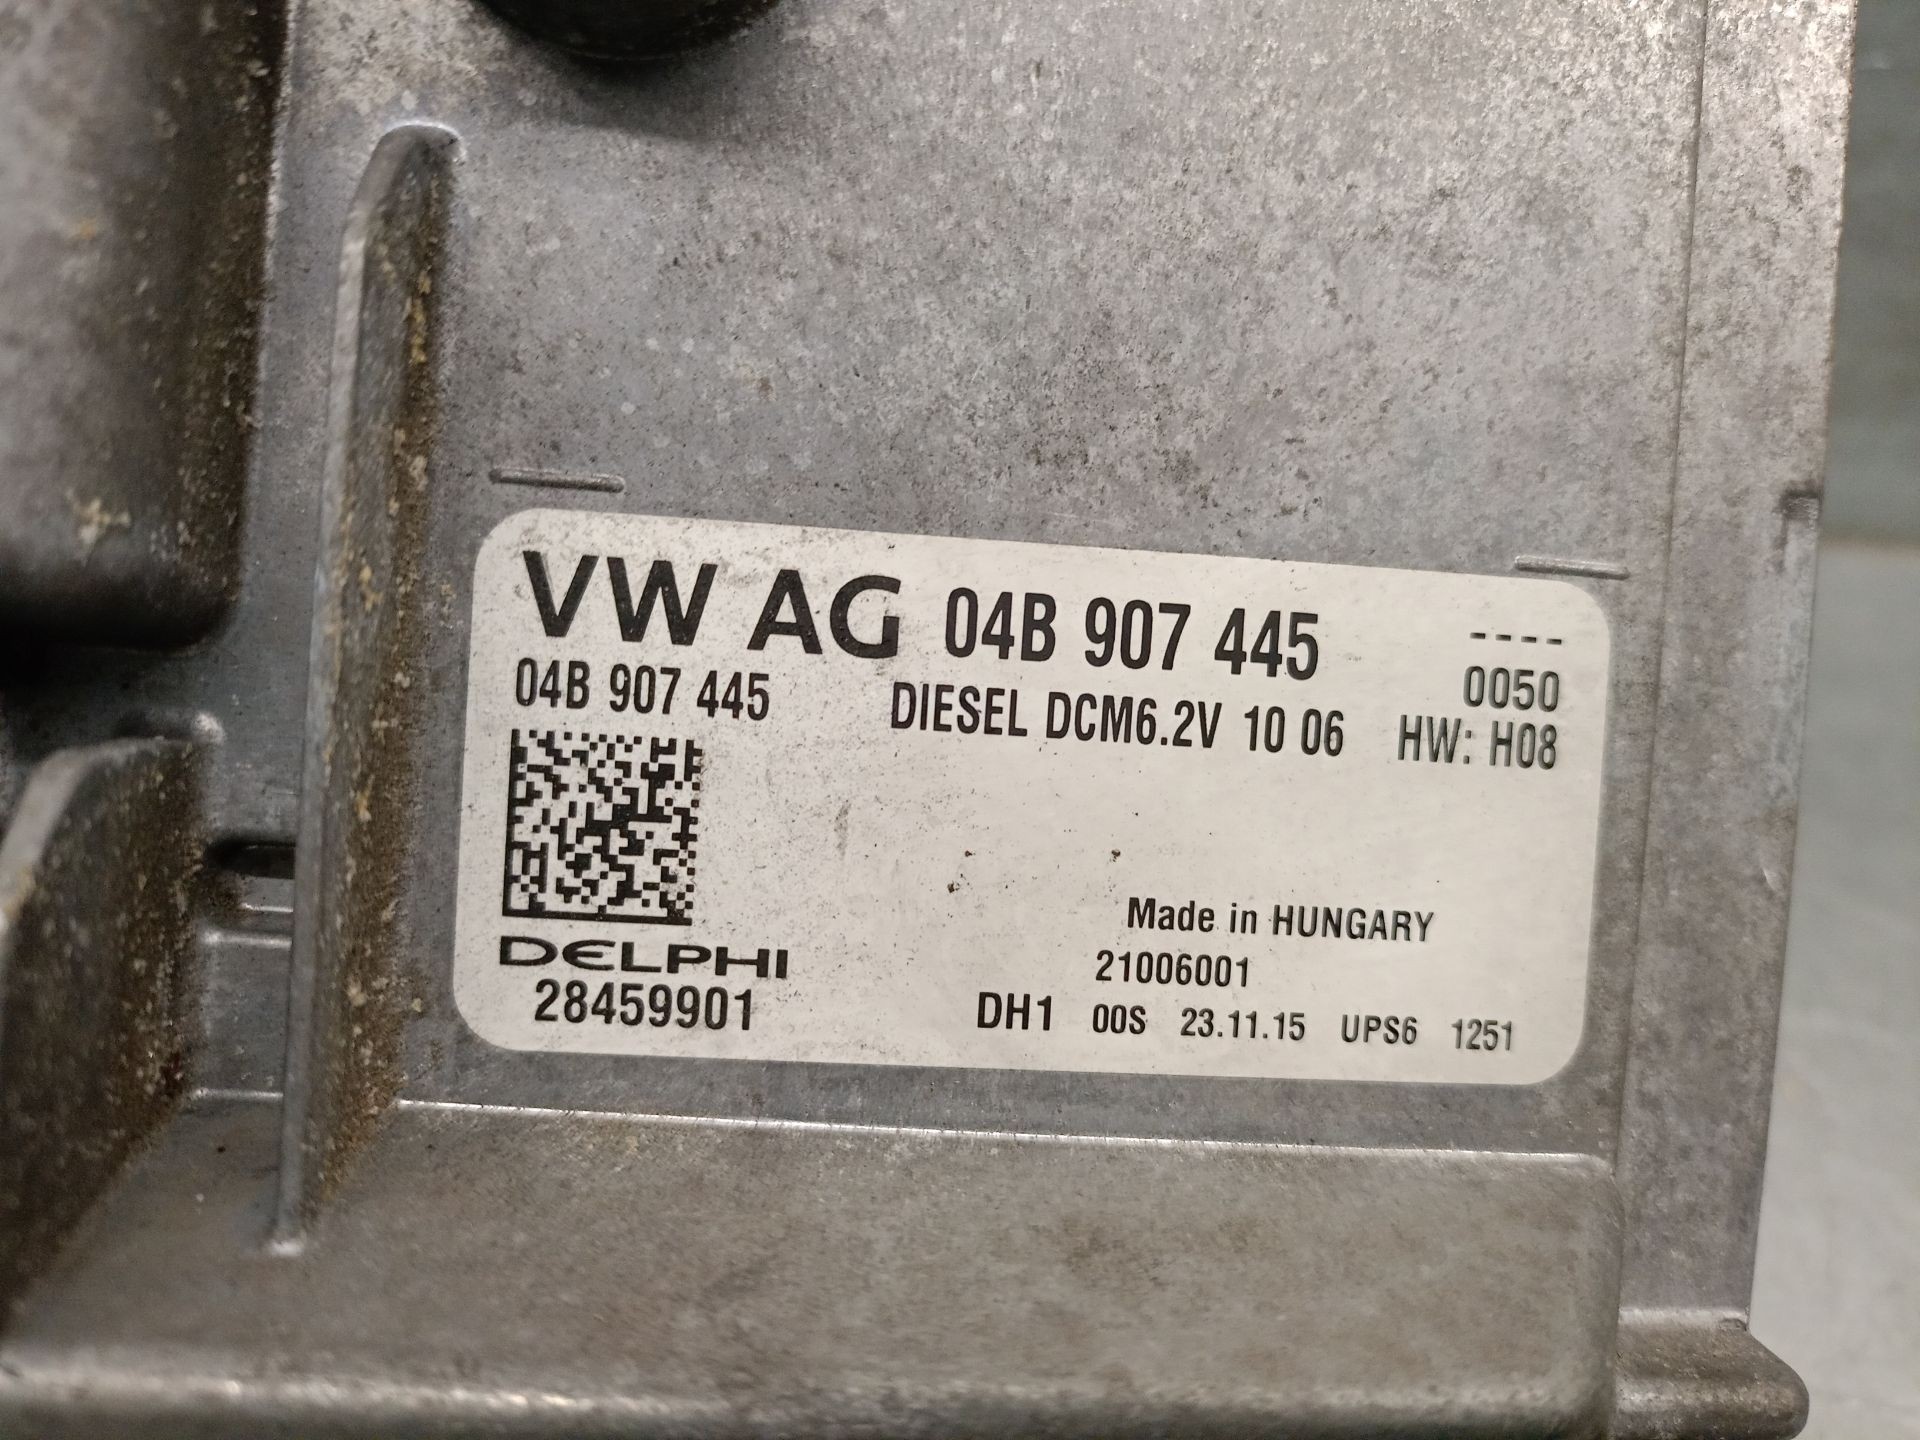 VW AG 04B 907 445 ----
04B 907 445 DIESEL DCM6.2V 10 06 0050
HW: H08
DELPHI
28459901
Made in HUNGARY
21006001
DH1 00S 23.11.15 UPS6 1251